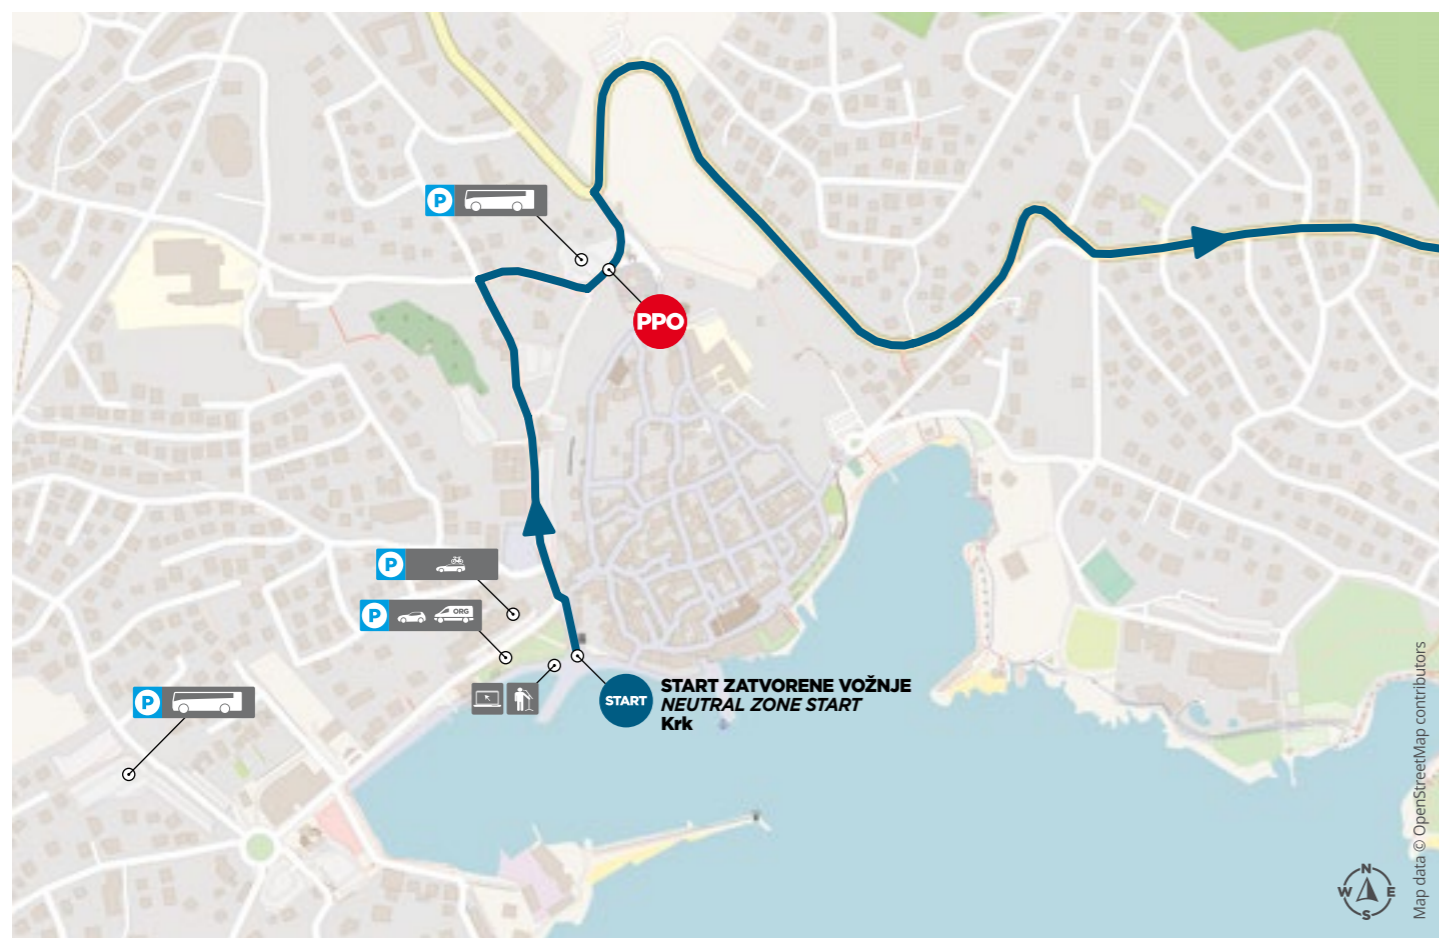 P
PPO
P
P
ORG
P
START
START ZATVORENE VOŽNJE
NEUTRAL ZONE START
Krk
N
W
E
S
Map data © OpenStreetMap contributors